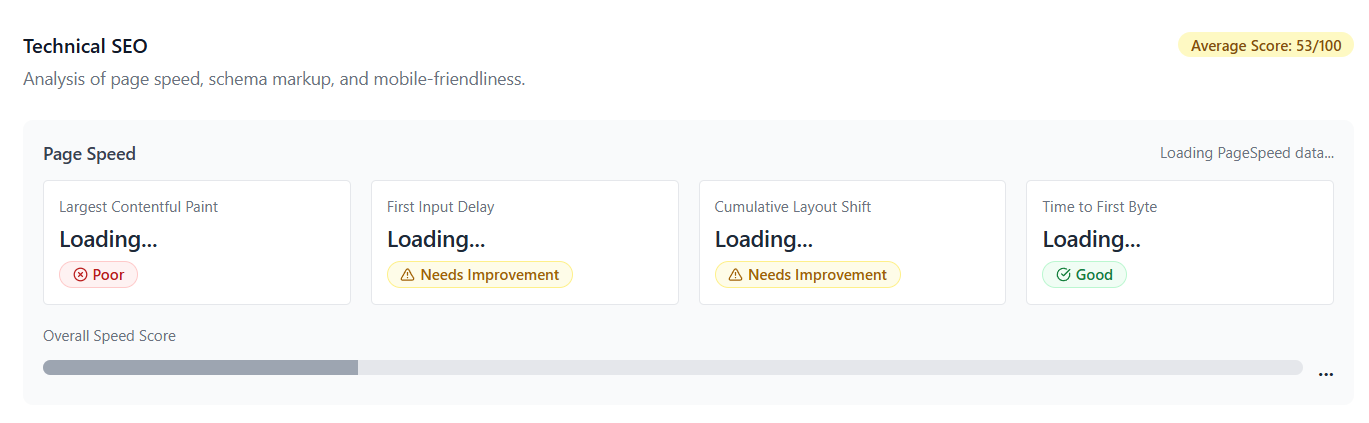 Technical SEO
Average Score: 53/100
Analysis of page speed, schema markup, and mobile-friendliness.
Page Speed
Loading PageSpeed data...
Largest Contentful Paint
Loading...
Poor
First Input Delay
Loading...
Needs Improvement
Cumulative Layout Shift
Loading...
Needs Improvement
Time to First Byte
Loading...
Good
Overall Speed Score
...